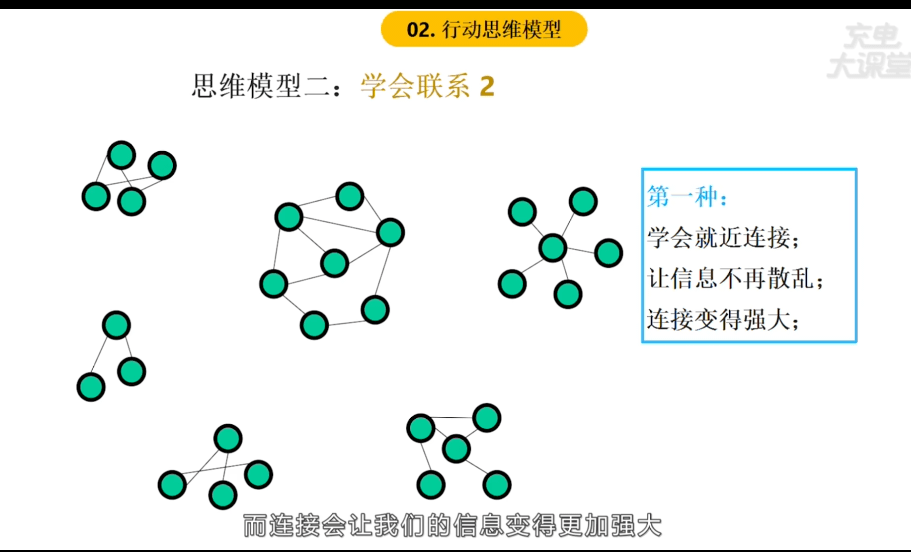 02. 行动思维模型
充电
大课堂
思维模型二：学会联系 2
第一种：
学会就近连接；
让信息不再散乱；
连接变得强大；
而连接会让我们的信息变得更加强大